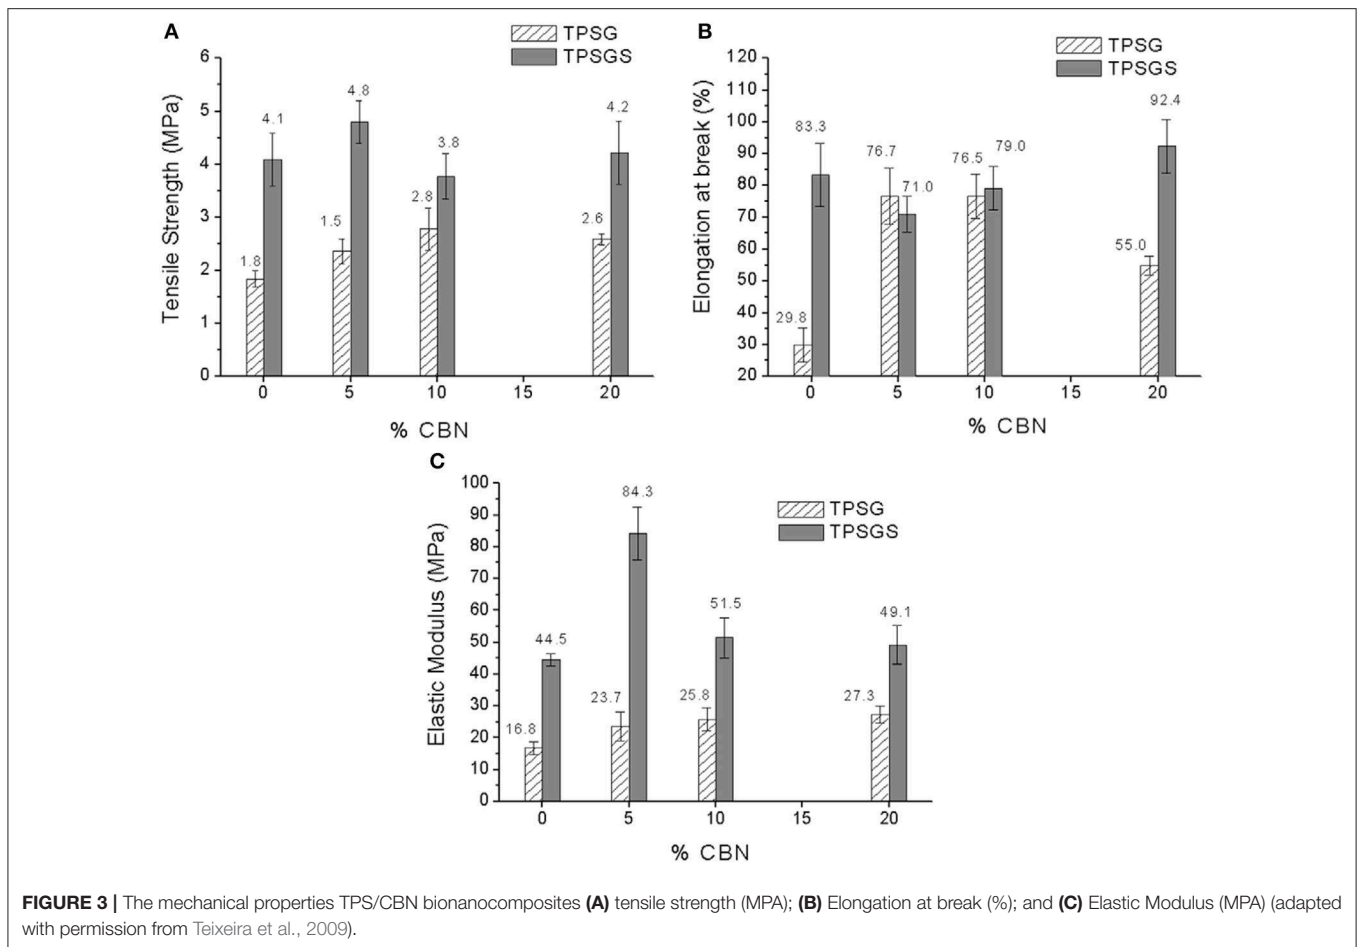 A
TPSG
TPSGS
Tensile Strength (MPa)
6
5
4
3
2
1
0
1.8
4.1
1.5
4.8
2.8
3.8
2.6
4.2
0 5 10 15 20
% CBN
B
TPSG
TPSGS
Elongation at break (%)
120
110
100
90
80
70
60
50
40
30
20
29.8
83.3
76.7
71.0
76.5
79.0
55.0
92.4
0 5 10 15 20
% CBN
C
TPSG
TPSGS
Elastic Modulus (MPa)
100
90
80
70
60
50
40
30
20
10
0
16.8
44.5
23.7
84.3
25.8
51.5
27.3
49.1
0 5 10 15 20
% CBN
FIGURE 3 | The mechanical properties TPS/CBN bionanocomposites (A) tensile strength (MPA); (B) Elongation at break (%); and (C) Elastic Modulus (MPA) (adapted
with permission from Teixeira et al., 2009).